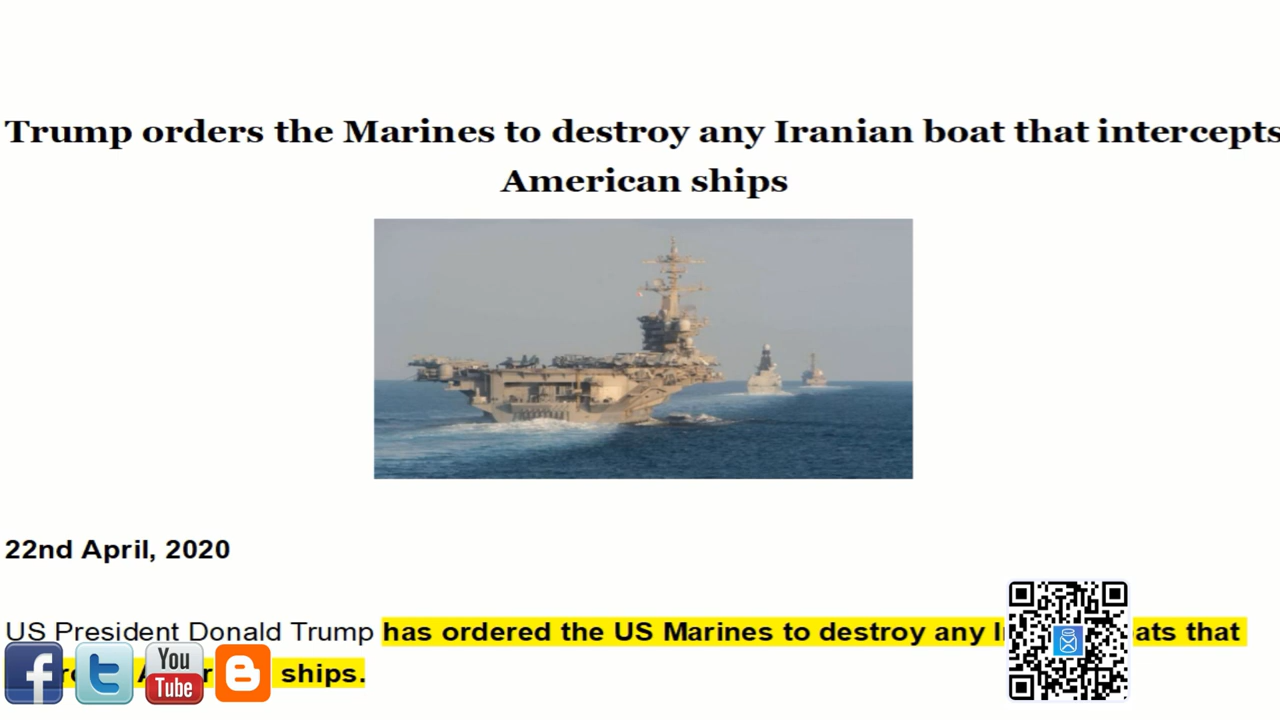 Trump orders the Marines to destroy any Iranian boat that intercepts
American ships
22nd April, 2020
US President Donald Trump has ordered the US Marines to destroy any ats that
ships.
You
Tube